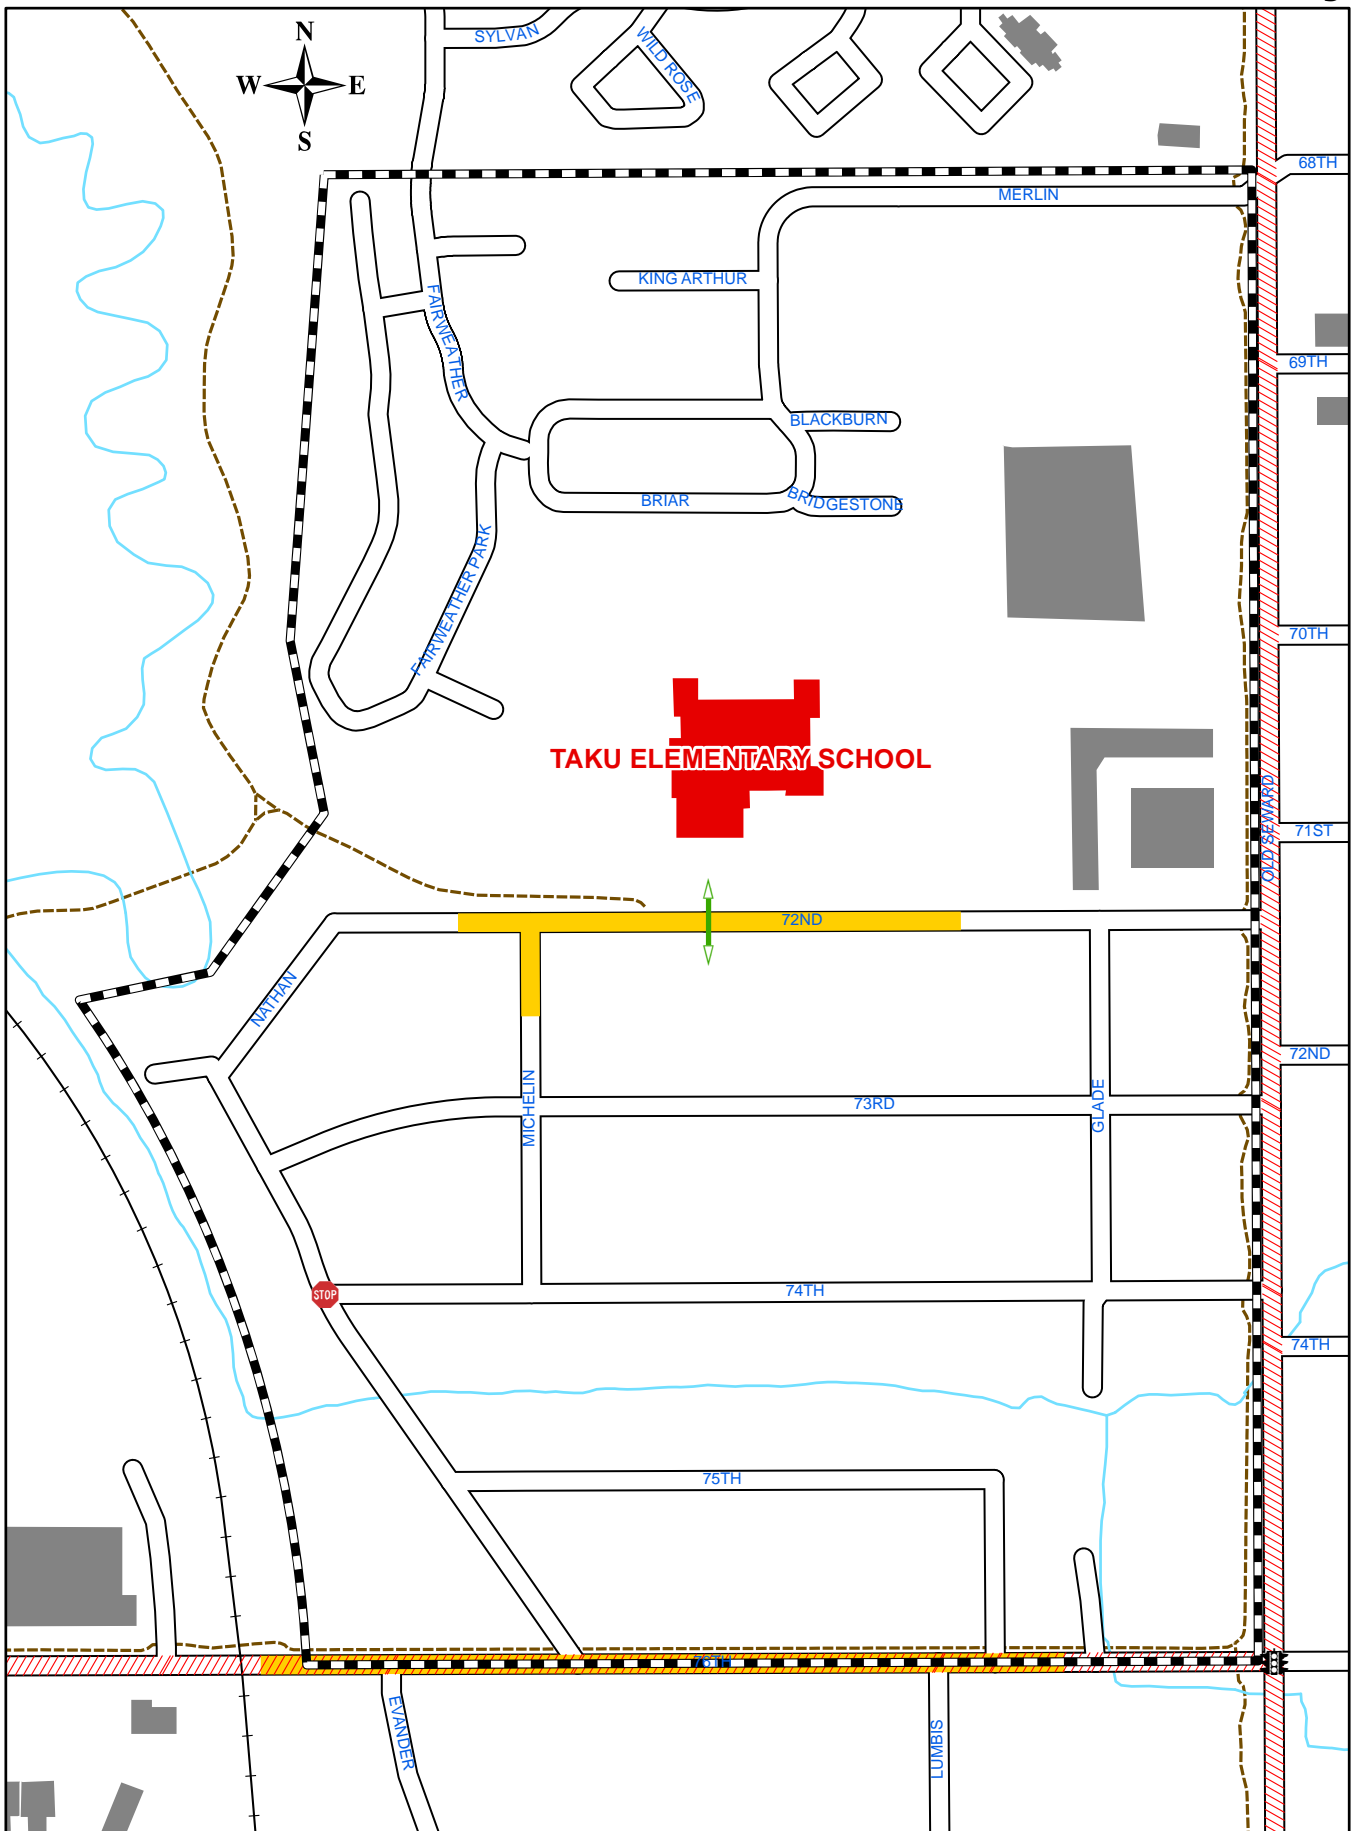 SYLVAN
WILD ROSE
N
W E
S
68TH
MERLIN
KING ARTHUR
FAIRWEATHER
69TH
BLACKBURN
BRIAR
BRIDGESTONE
FAIRWEATHER PARK
70TH
TAKU ELEMENTARY SCHOOL
OLD SEWARD
71ST
72ND
NATHAN
72ND
MICHELIN
73RD
GLADE
STOP
74TH
74TH
75TH
76TH
EVANDER
LUMBIS